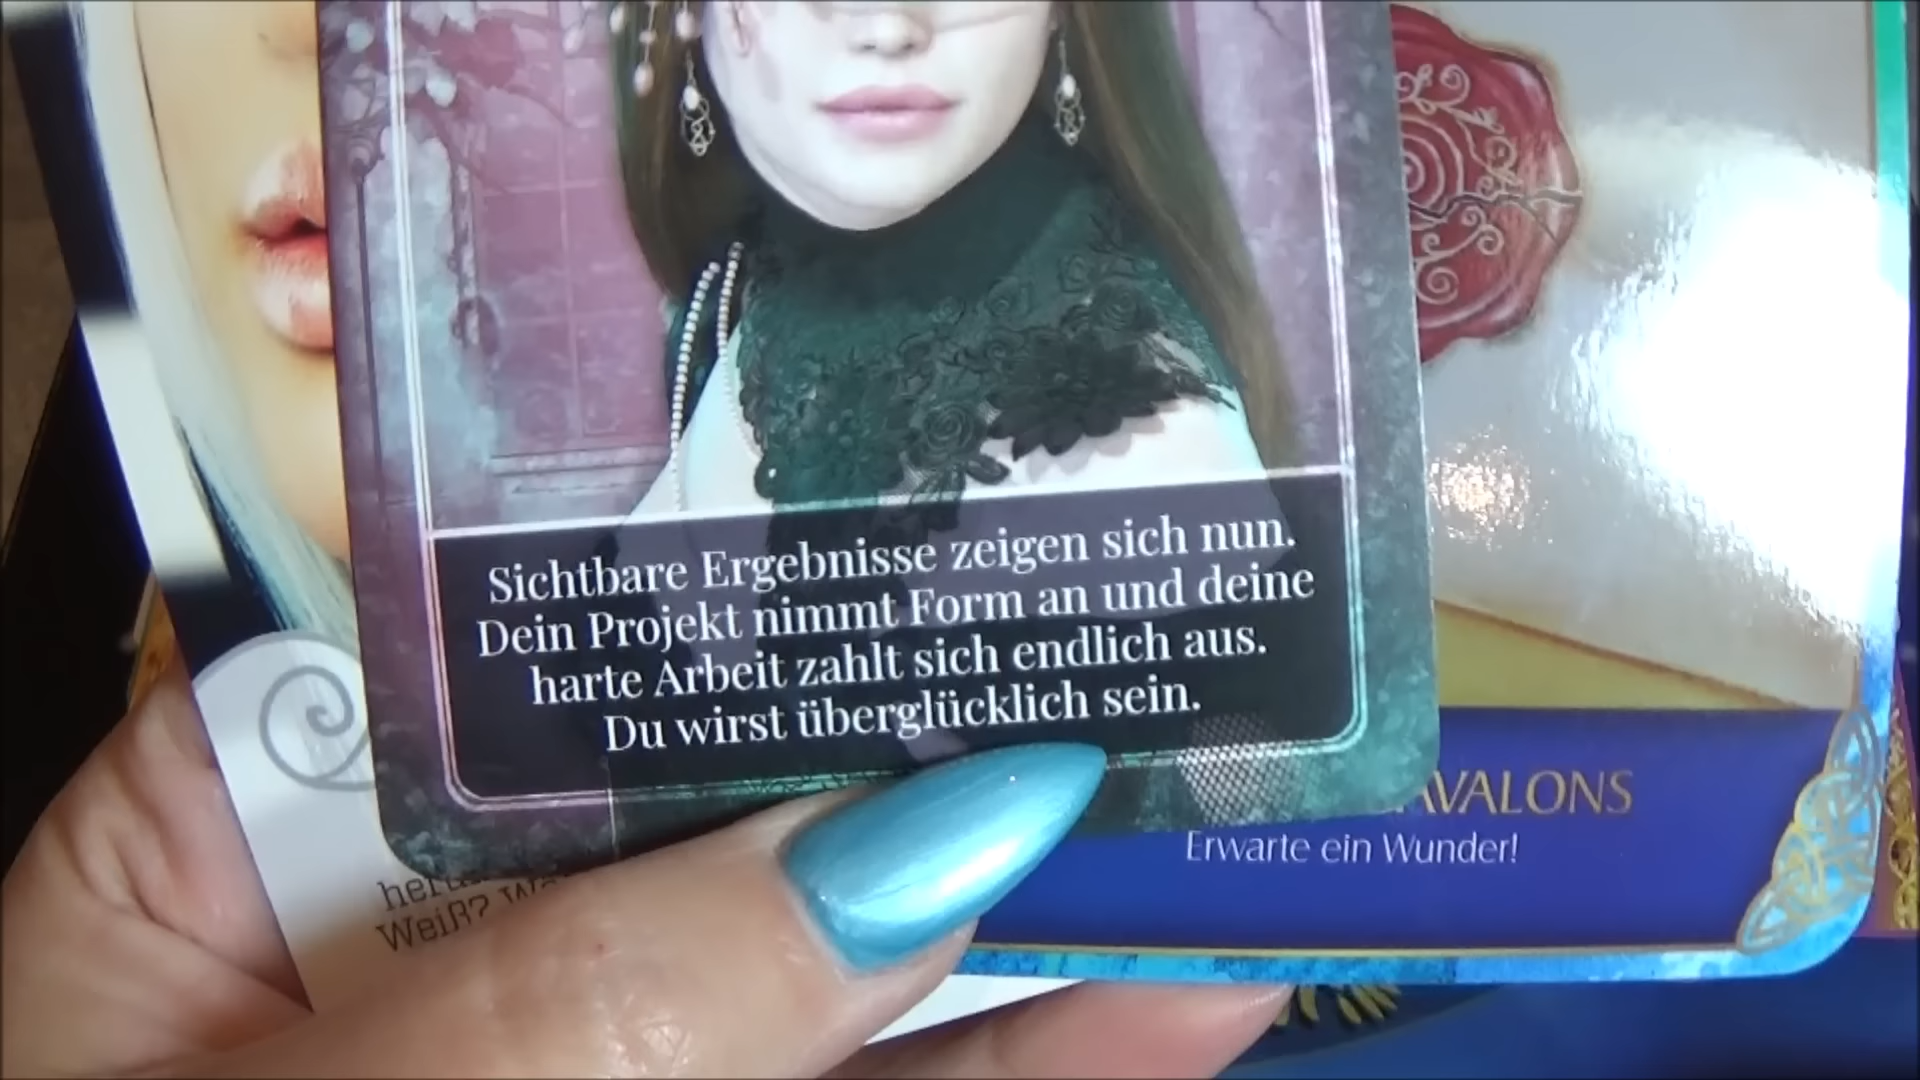 Sichtbare Ergebnisse zeigen sich nun.
Dein Projekt nimmt Form an und deine
harte Arbeit zahlt sich endlich aus.
Du wirst überglücklich sein.
AVALONS
Erwarte ein Wunder!
Weiß?